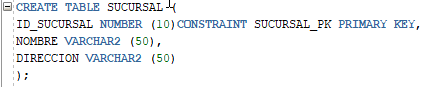 CREATE TABLE SUCURSAL (
ID_SUCURSAL NUMBER (10)CONSTRAINT SUCURSAL_PK PRIMARY KEY,
NOMBRE VARCHAR2 (50),
DIRECCION VARCHAR2 (50)
);